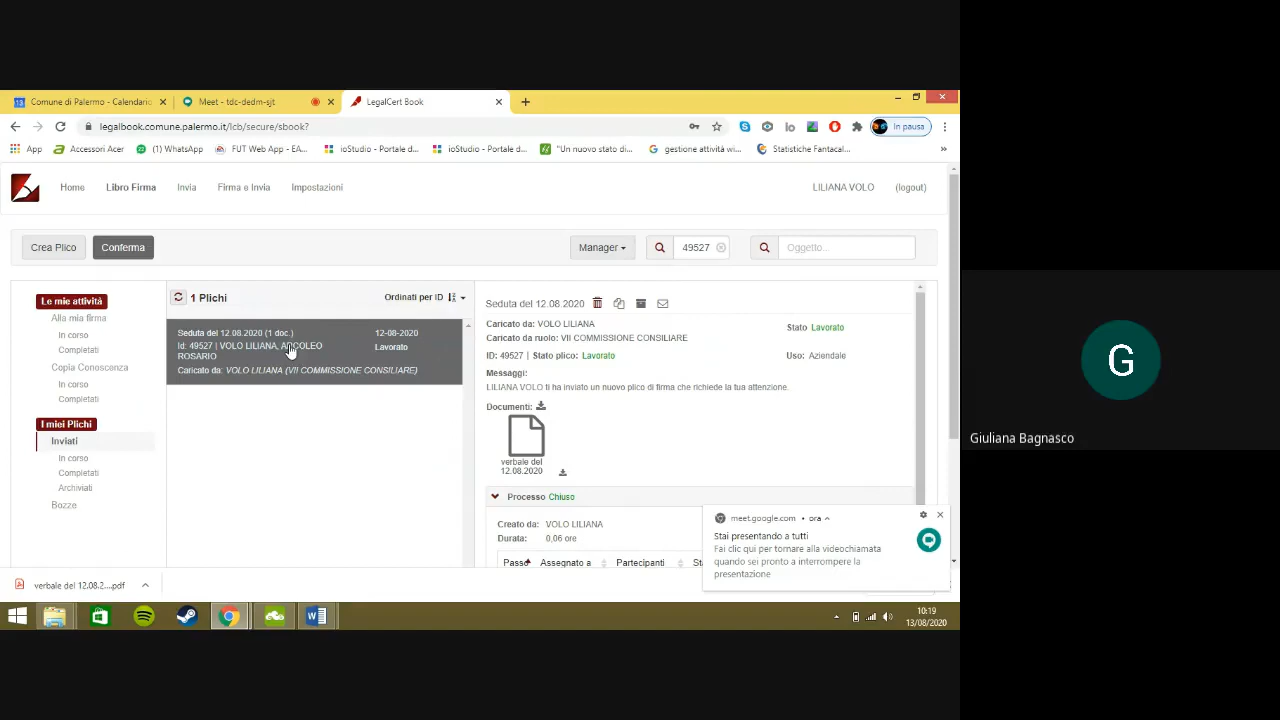 Comune di Palermo - Calendario
Meet - tdc-dedm-sjt
LegalCert Book
legalbook.comune.palermo.it/lcb/secure/sbook?
In pausa
App
Accessori Acer
(1) WhatsApp
FUT Web App - EA...
ioStudio - Portale d...
ioStudio - Portale d...
"Un nuovo stato di...
gestione attività wi...
Statistiche Fantacal...
»
Home
Libro Firma
Invia
Firma e Invia
Impostazioni
LILIANA VOLO
(logout)
Crea Plico
Conferma
Manager
49527
Oggetto...
Le mie attività
Alla mia firma
In corso
Completati
Copia Conoscenza
In corso
Completati
I miei Plichi
Inviati
In corso
Completati
Archiviati
Bozze
1 Plichi
Ordinati per ID
Seduta del 12.08.2020 (1 doc.)
12-08-2020
Id: 49527 | VOLO LILIANA, ARCOLEO
ROSARIO
Lavorato
Caricato da: VOLO LILIANA (VII COMMISSIONE CONSILIARE)
Seduta del 12.08.2020
Caricato da: VOLO LILIANA
Stato Lavorato
Caricato da ruolo: VII COMMISSIONE CONSILIARE
ID: 49527 | Stato plico: Lavorato
Uso: Aziendale
Messaggi:
LILIANA VOLO ti ha inviato un nuovo plico di firma che richiede la tua attenzione.
Documenti:
verbale del
12.08.2020
Processo Chiuso
Creato da: VOLO LILIANA
Durata: 0,06 ore
Passo
Assegnato a
Partecipanti
meet.google.com • ora
Stai presentando a tutti
Fai clic qui per tornare alla videochiamata
quando sei pronto a interrompere la
presentazione
verbale del 12.08.2....pdf
10:19
13/08/2020
G
Giuliana Bagnasco